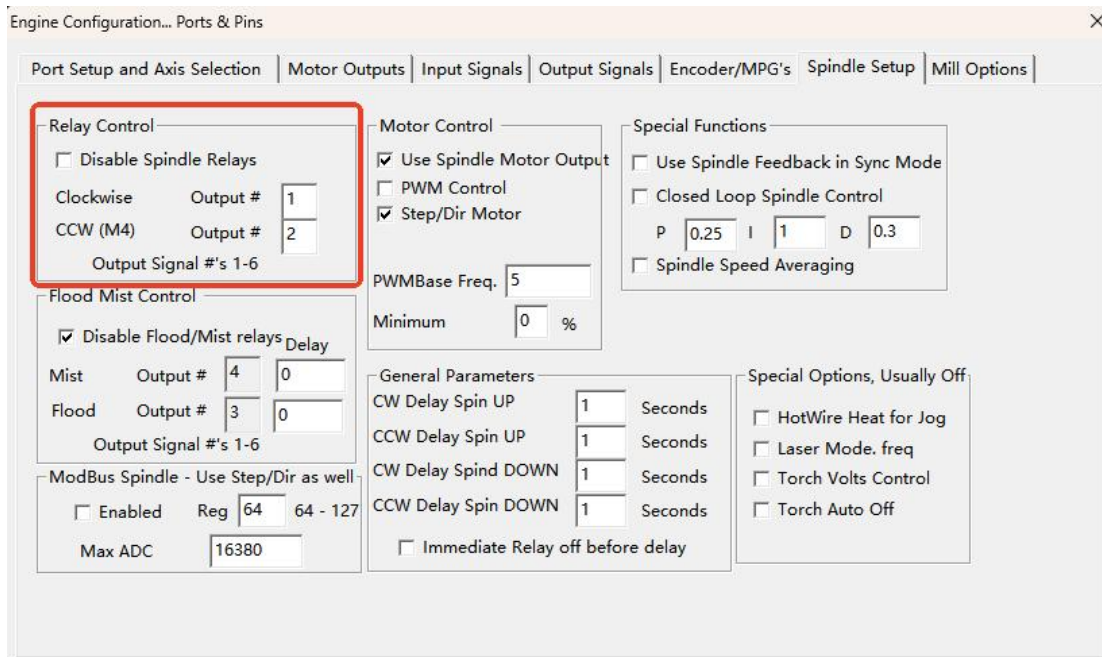 Engine Configuration... Ports & Pins
Port Setup and Axis Selection Motor Outputs Input Signals Output Signals Encoder/MPG's Spindle Setup Mill Options
Relay Control
Disable Spindle Relays
Clockwise Output # 1
CCW (M4) Output # 2
Output Signal #'s 1-6
Flood Mist Control
Disable Flood/Mist relays Delay
Mist Output # 4 0
Flood Output # 3 0
Output Signal #'s 1-6
ModBus Spindle - Use Step/Dir as well
Enabled Reg 64 64 - 127
Max ADC 16380
Motor Control
Use Spindle Motor Output
PWM Control
Step/Dir Motor
PWMBase Freq. 5
Minimum 0 %
General Parameters
CW Delay Spin UP 1 Seconds
CCW Delay Spin UP 1 Seconds
CW Delay Spind DOWN 1 Seconds
CCW Delay Spin DOWN 1 Seconds
Immediate Relay off before delay
Special Functions
Use Spindle Feedback in Sync Mode
Closed Loop Spindle Control
P 0.25 I 1 D 0.3
Spindle Speed Averaging
Special Options, Usually Off
HotWire Heat for Jog
Laser Mode. freq
Torch Volts Control
Torch Auto Off